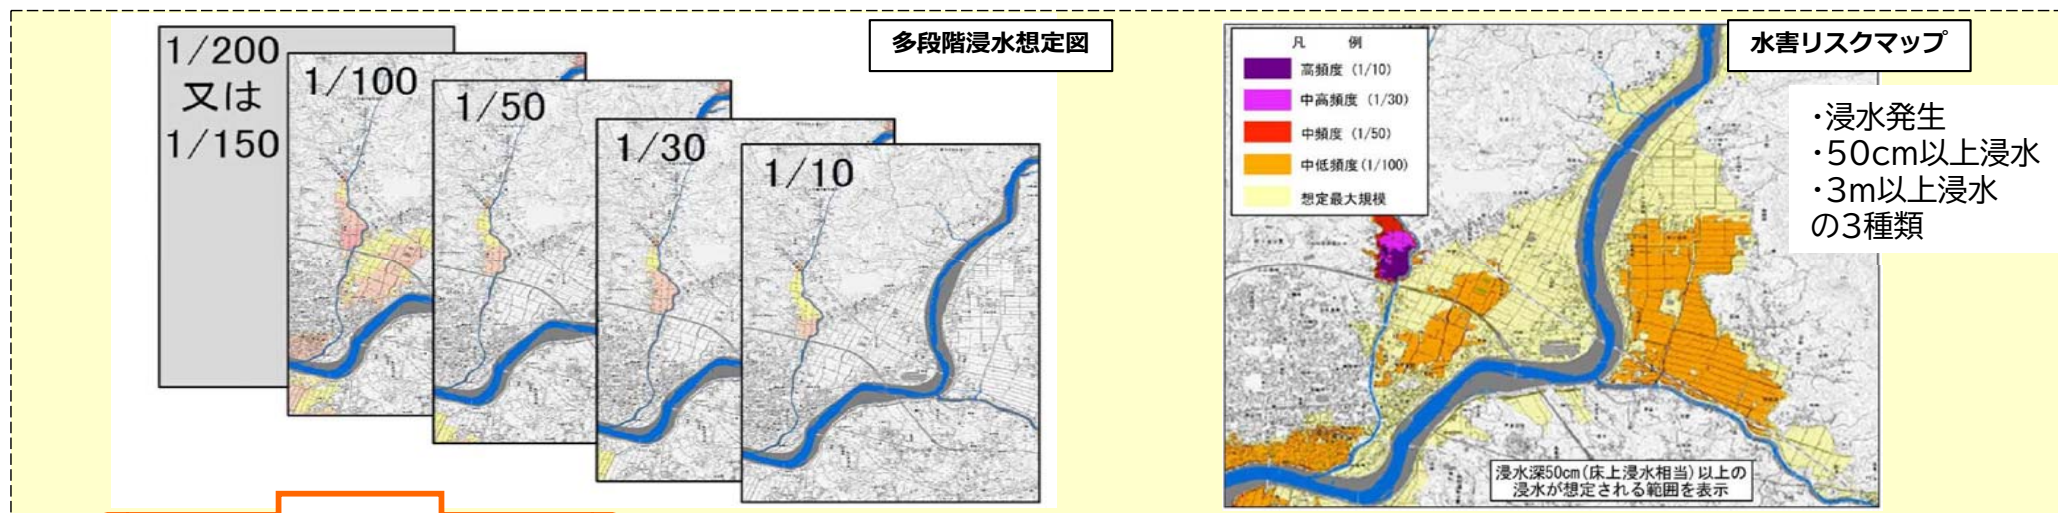 多段階浸水想定図
1/200
又は
1/150
1/100
1/50
1/30
1/10
水害リスクマップ
凡 例
高頻度 (1/10)
中高頻度 (1/30)
中頻度 (1/50)
中低頻度 (1/100)
想定最大規模
・浸水発生
・50cm以上浸水
・3m以上浸水
の3種類
浸水深50cm(床上浸水相当)以上の
浸水が想定される範囲を表示